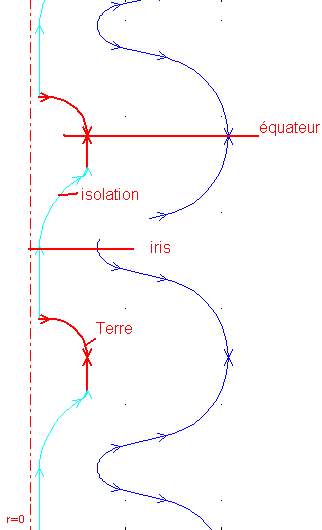 équateur
isolation
iris
Terre
r=0